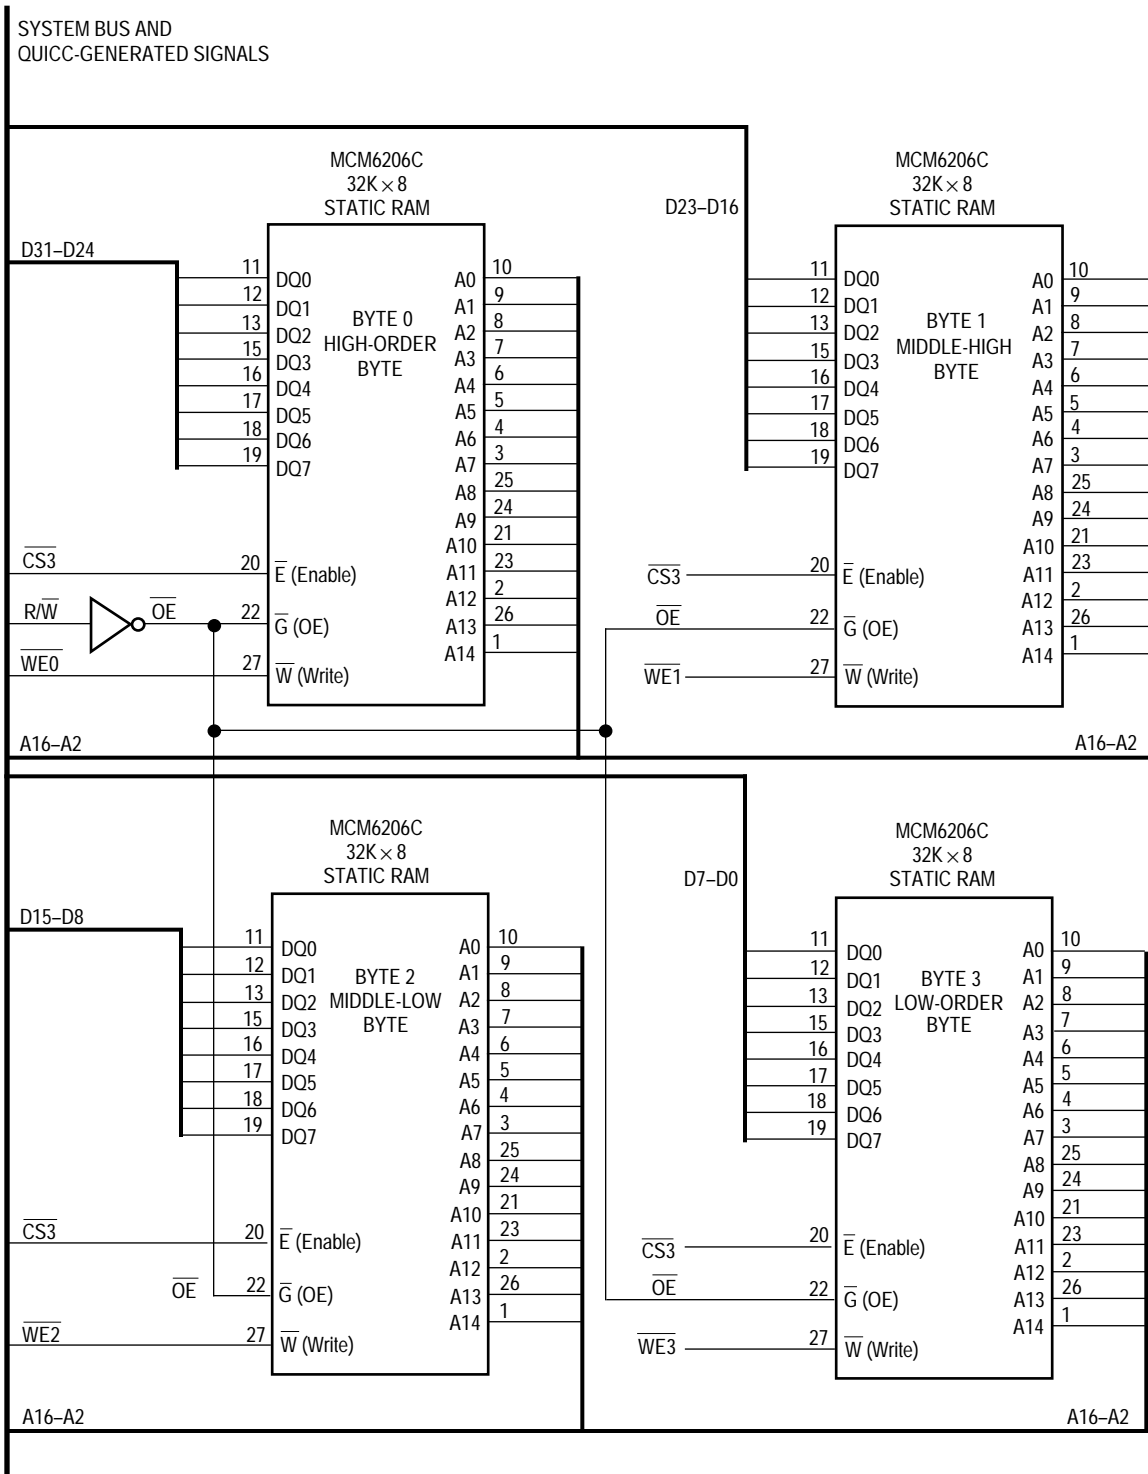 SYSTEM BUS AND
QUICC-GENERATED SIGNALS
MCM6206C
32K × 8
STATIC RAM
D31–D24
11 DQ0
12 DQ1
13 DQ2
15 DQ3
16 DQ4
17 DQ5
18 DQ6
19 DQ7
BYTE 0
HIGH-ORDER
BYTE
A0 10
A1 9
A2 8
A3 7
A4 6
A5 5
A6 4
A7 3
A8 25
A9 24
A10 21
A11 23
A12 2
A13 26
A14 1
C̅S̅3̅ 20 E̅ (Enable)
R/W̅ O̅E̅ 22 G̅ (OE)
W̅E̅0̅ 27 W̅ (Write)
A16–A2
MCM6206C
32K × 8
STATIC RAM
D23–D16
11 DQ0
12 DQ1
13 DQ2
15 DQ3
16 DQ4
17 DQ5
18 DQ6
19 DQ7
BYTE 1
MIDDLE-HIGH
BYTE
A0 10
A1 9
A2 8
A3 7
A4 6
A5 5
A6 4
A7 3
A8 25
A9 24
A10 21
A11 23
A12 2
A13 26
A14 1
C̅S̅3̅ 20 E̅ (Enable)
O̅E̅ 22 G̅ (OE)
W̅E̅1̅ 27 W̅ (Write)
A16–A2
MCM6206C
32K × 8
STATIC RAM
D15–D8
11 DQ0
12 DQ1
13 DQ2
15 DQ3
16 DQ4
17 DQ5
18 DQ6
19 DQ7
BYTE 2
MIDDLE-LOW
BYTE
A0 10
A1 9
A2 8
A3 7
A4 6
A5 5
A6 4
A7 3
A8 25
A9 24
A10 21
A11 23
A12 2
A13 26
A14 1
C̅S̅3̅ 20 E̅ (Enable)
O̅E̅ 22 G̅ (OE)
W̅E̅2̅ 27 W̅ (Write)
A16–A2
MCM6206C
32K × 8
STATIC RAM
D7–D0
11 DQ0
12 DQ1
13 DQ2
15 DQ3
16 DQ4
17 DQ5
18 DQ6
19 DQ7
BYTE 3
LOW-ORDER
BYTE
A0 10
A1 9
A2 8
A3 7
A4 6
A5 5
A6 4
A7 3
A8 25
A9 24
A10 21
A11 23
A12 2
A13 26
A14 1
C̅S̅3̅ 20 E̅ (Enable)
O̅E̅ 22 G̅ (OE)
W̅E̅3̅ 27 W̅ (Write)
A16–A2